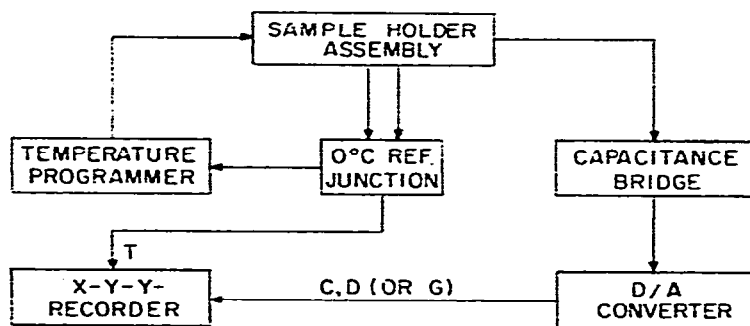 SAMPLE HOLDER
ASSEMBLY
TEMPERATURE
PROGRAMMER
0°C REF.
JUNCTION
CAPACITANCE
BRIDGE
T
X-Y-Y-
RECORDER
C,D (OR G)
D/A
CONVERTER